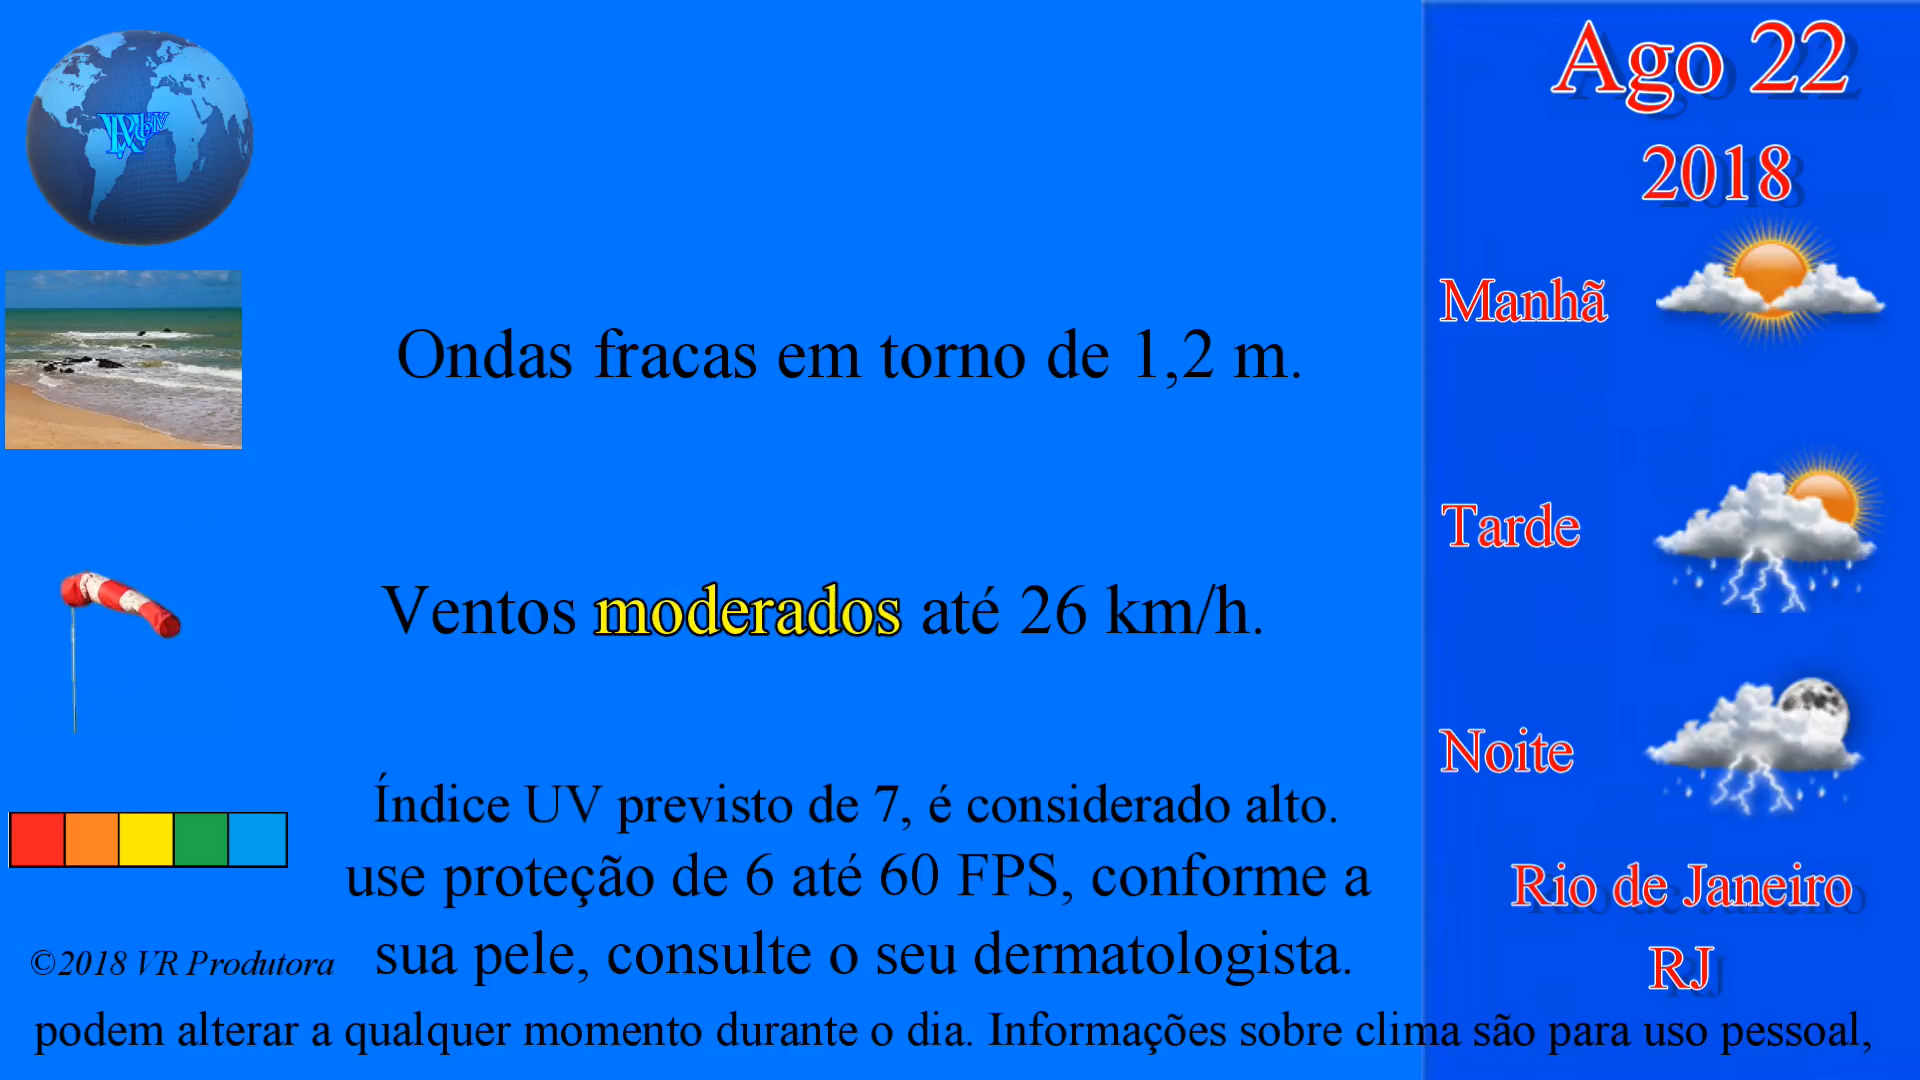 Ago 22
2018
Manhã
Ondas fracas em torno de 1,2 m.
Tarde
Ventos moderados até 26 km/h.
Noite
Índice UV previsto de 7, é considerado alto.
use proteção de 6 até 60 FPS, conforme a
sua pele, consulte o seu dermatologista.
Rio de Janeiro
RJ
©2018 VR Produtora
podem alterar a qualquer momento durante o dia. Informações sobre clima são para uso pessoal,